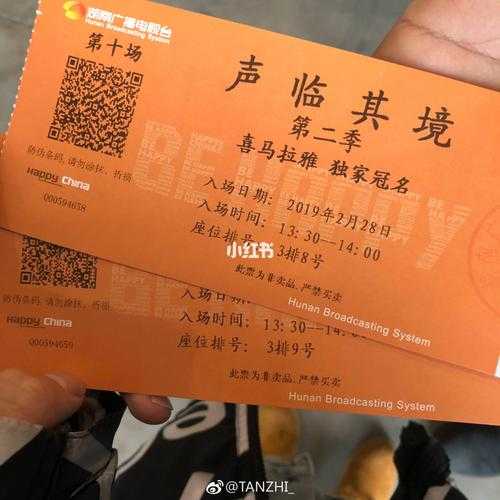 湖南广播电视台
Hunan Broadcasting System
第十场
声临其境
第二季
喜马拉雅 独家冠名
防伪条码,请勿涂抹,折损
Happy China
Q00594658
入场日期: 2019年2月28日
入场时间: 13:30—14:00
座位排号: 3排8号
此票为非卖品,严禁买卖
Hunan Broadcasting System
BE HAPPY
小红书
防伪条码,请勿涂抹,折损
Happy China
Q00594659
入场时间: 13:30—14:00
座位排号: 3排9号
此票为非卖品,严禁买卖
Hunan Broadcasting System
@TANZHI_